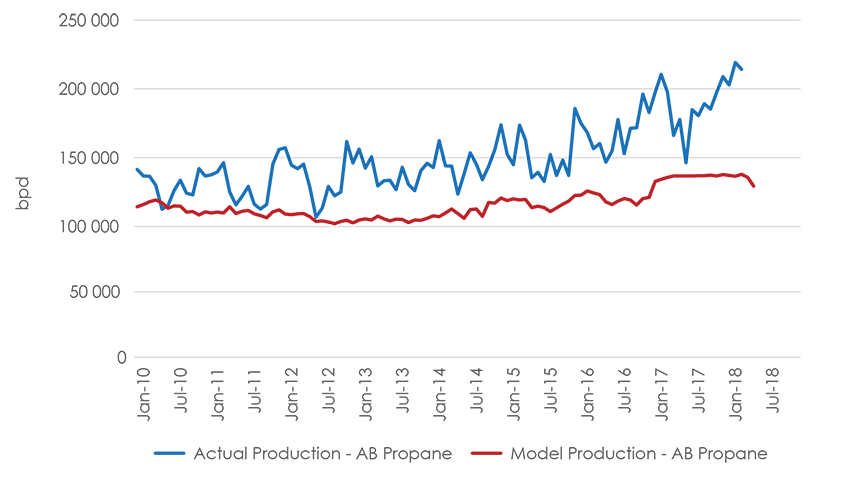 250 000
200 000
150 000
100 000
50 000
0
bpd
Jan-10
Jul-10
Jan-11
Jul-11
Jan-12
Jul-12
Jan-13
Jul-13
Jan-14
Jul-14
Jan-15
Jul-15
Jan-16
Jul-16
Jan-17
Jul-17
Jan-18
Jul-18
Actual Production - AB Propane
Model Production - AB Propane